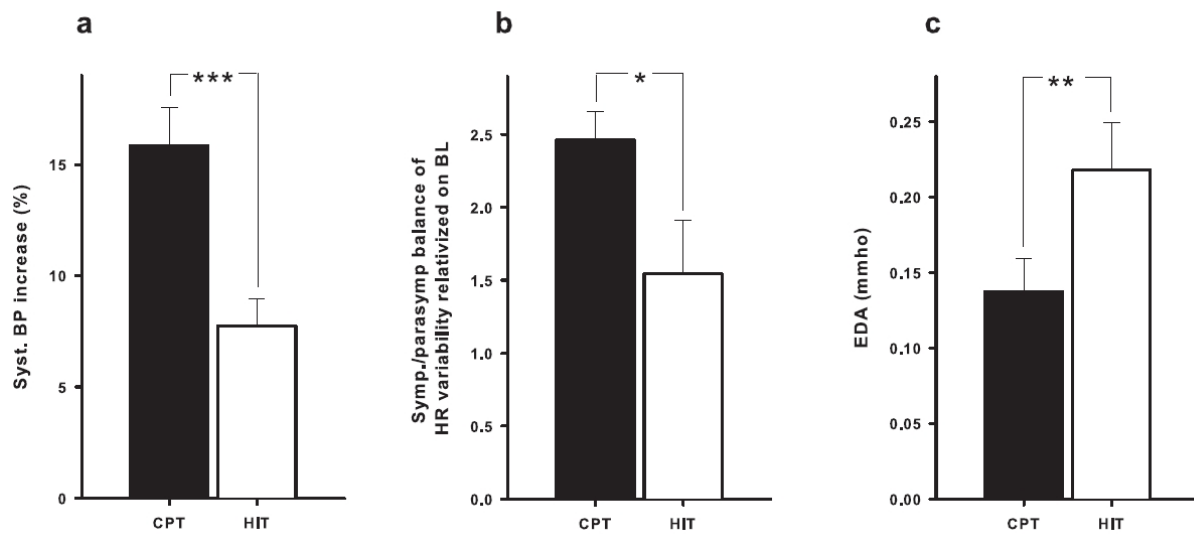 a
***
Syst. BP increase (%)
15
10
5
0
CPT HIT
b
*
Symp./parasymp balance of
HR variability relativized on BL
2.5
2.0
1.5
1.0
0.5
0.0
CPT HIT
c
**
EDA (mmho)
0.25
0.20
0.15
0.10
0.05
0.00
CPT HIT